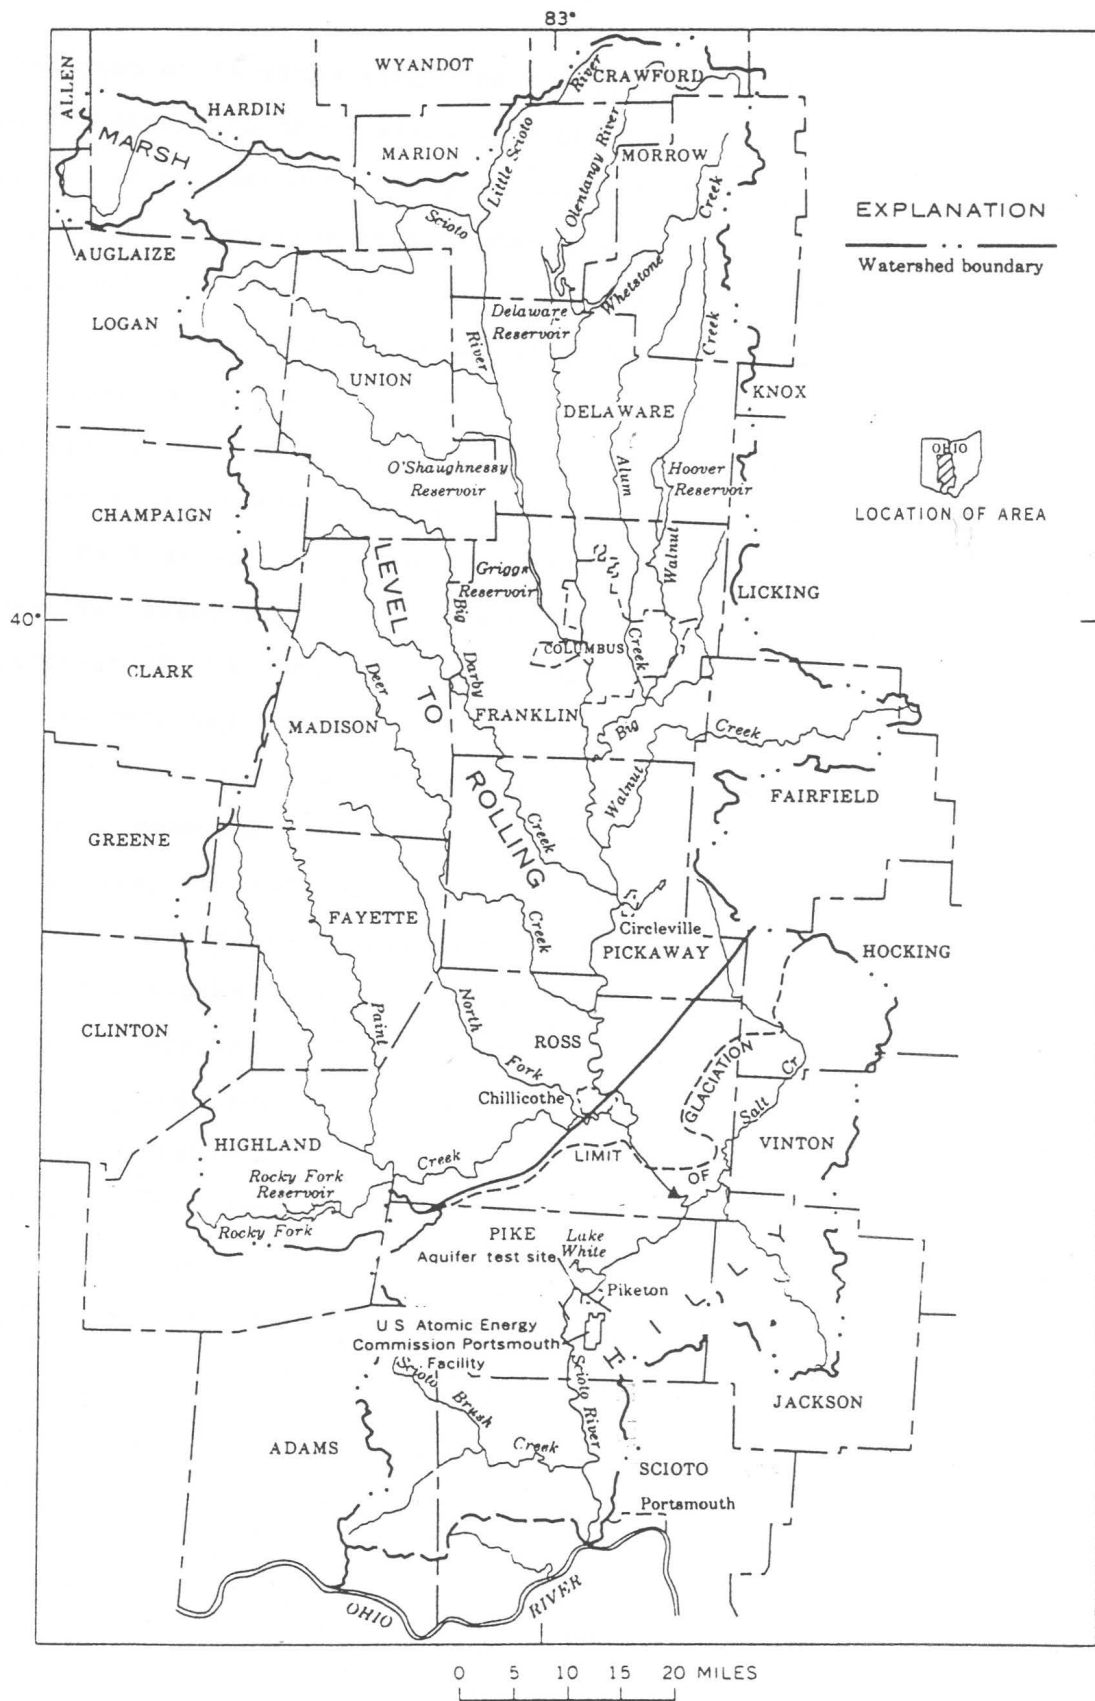 83°
ALLEN
WYANDOT
CRAWFORD
River
HARDIN
MARSH
MARION
Little Scioto
Olentangy River
MORROW
Creek
Scioto
AUGLAIZE
EXPLANATION
Watershed boundary
Whetstone
LOGAN
Delaware
Reservoir
River
Creek
UNION
KNOX
DELAWARE
OHIO
LOCATION OF AREA
O'Shaughnessy
Reservoir
Alum
Hoover
Reservoir
CHAMPAIGN
LEVEL
Griggs
Reservoir
Walnut
LICKING
40°
Big
Creek
COLUMBUS
CLARK
Deer
Darby
MADISON
TO
FRANKLIN
Big
Creek
ROLLING
Walnut
FAIRFIELD
GREENE
Creek
FAYETTE
Creek
Circleville
PICKAWAY
HOCKING
CLINTON
Paint
North
Fork
ROSS
GLACIATION
Cr
Chillicothe
Salt
HIGHLAND
Creek
LIMIT
OF
VINTON
Rocky Fork
Reservoir
Rocky Fork
PIKE
Lake
White
Aquifer test site
Piketon
U S Atomic Energy
Commission Portsmouth
Facility
H
I
L
L
Y
Scioto
Brush
Creek
Scioto River
JACKSON
ADAMS
SCIOTO
Portsmouth
OHIO
RIVER
0 5 10 15 20 MILES